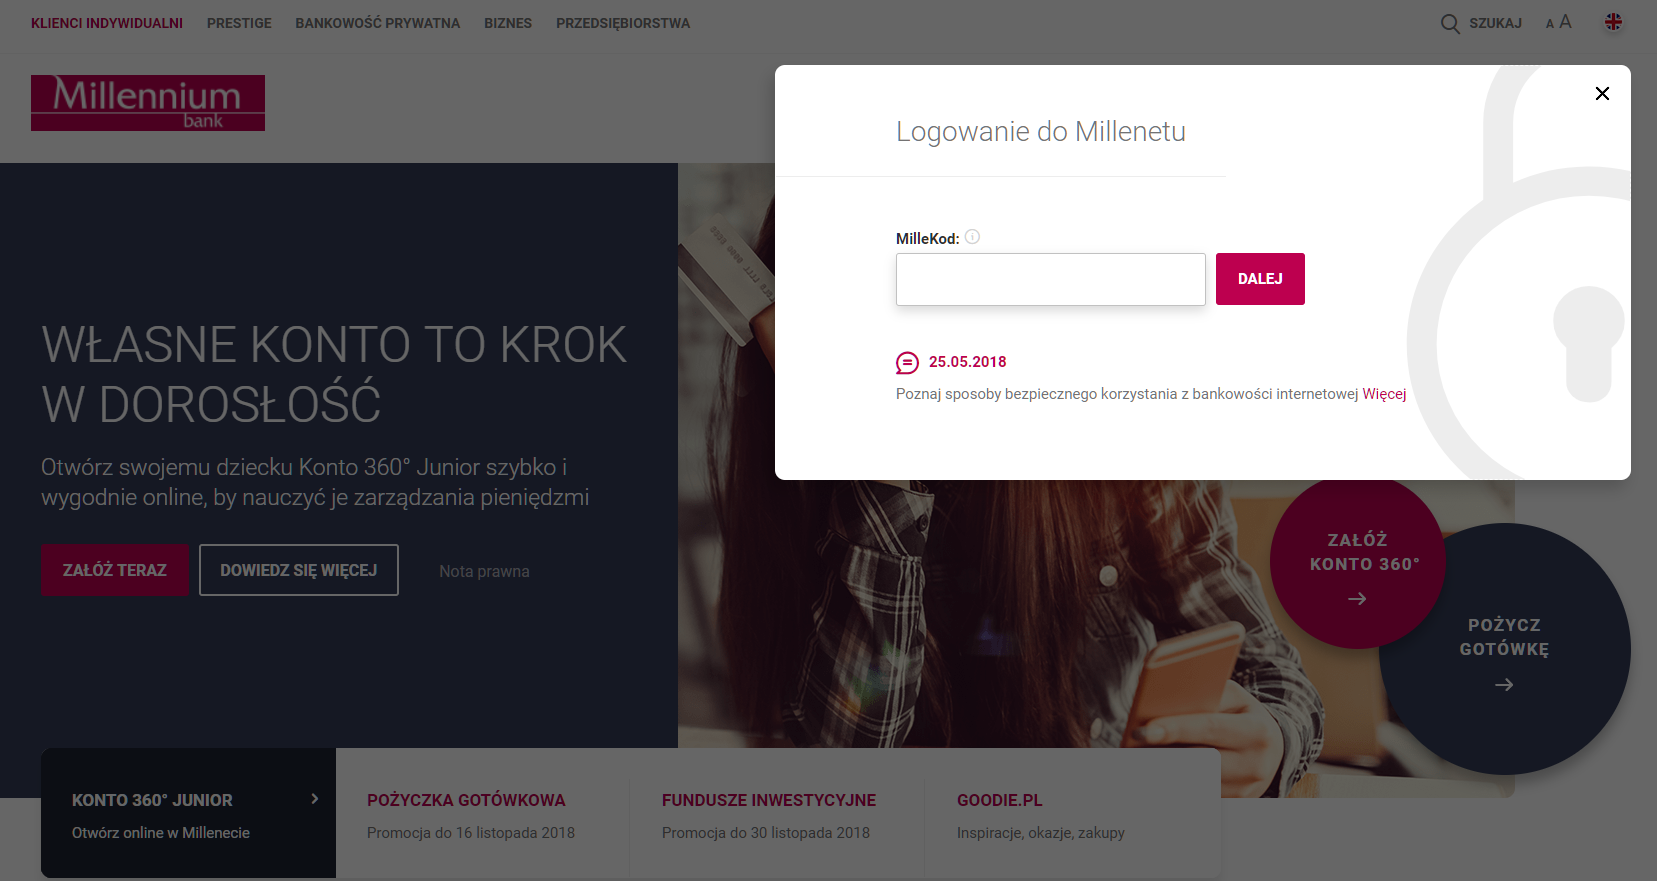 KLIENCI INDYWIDUALNI PRESTIGE BANKOWOŚĆ PRYWATNA BIZNES PRZEDSIĘBIORSTWA SZUKAJ A A
Millennium
bank
Logowanie do Millenetu
MilleKod:
DALEJ
25.05.2018
Poznaj sposoby bezpiecznego korzystania z bankowości internetowej Więcej
WŁASNE KONTO TO KROK
W DOROSŁOŚĆ
Otwórz swojemu dziecku Konto 360° Junior szybko i
wygodnie online, by nauczyć je zarządzania pieniędzmi
ZAŁÓŻ TERAZ DOWIEDZ SIĘ WIĘCEJ Nota prawna
ZAŁÓŻ
KONTO 360°
POŻYCZ
GOTÓWKĘ
KONTO 360° JUNIOR
Otwórz online w Millenecie
POŻYCZKA GOTÓWKOWA
Promocja do 16 listopada 2018
FUNDUSZE INWESTYCYJNE
Promocja do 30 listopada 2018
GOODIE.PL
Inspiracje, okazje, zakupy